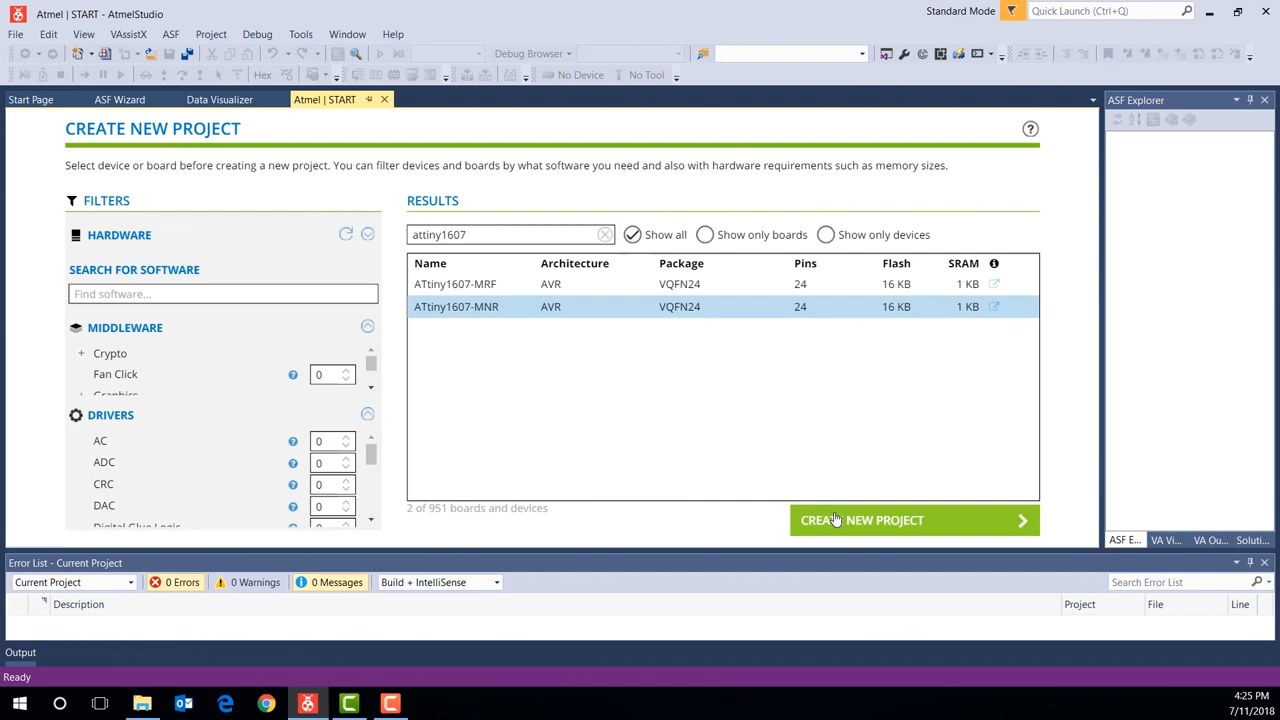 Atmel | START - AtmelStudio
Standard Mode
Quick Launch (Ctrl+Q)
File Edit View VAssistX ASF Project Debug Tools Window Help
Debug Browser
Hex
No Device
No Tool
Start Page
ASF Wizard
Data Visualizer
Atmel | START
ASF Explorer
CREATE NEW PROJECT
Select device or board before creating a new project. You can filter devices and boards by what software you need and also with hardware requirements such as memory sizes.
FILTERS
HARDWARE
SEARCH FOR SOFTWARE
Find software...
MIDDLEWARE
+ Crypto
Fan Click ? 0
+ Graphics
DRIVERS
AC ? 0
ADC ? 0
CRC ? 0
DAC ? 0
Digital Glue Logic
RESULTS
attiny1607
Show all
Show only boards
Show only devices
Name Architecture Package Pins Flash SRAM
ATtiny1607-MRF AVR VQFN24 24 16 KB 1 KB
ATtiny1607-MNR AVR VQFN24 24 16 KB 1 KB
2 of 951 boards and devices
CREATE NEW PROJECT
ASF E... VA Vi... VA Ou... Soluti...
Error List - Current Project
Current Project
0 Errors
0 Warnings
0 Messages
Build + IntelliSense
Search Error List
Description Project File Line
Output
Ready
4:25 PM
7/11/2018